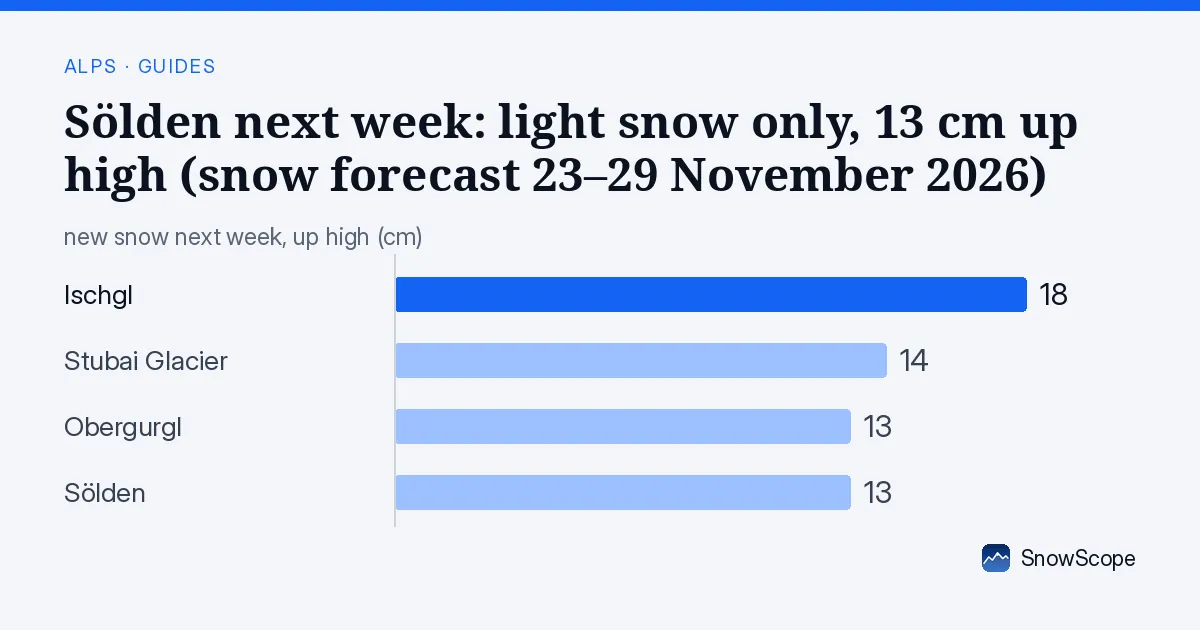 ALPS · GUIDES
Sölden next week: light snow only, 13 cm up
high (snow forecast 23–29 November 2026)
new snow next week, up high (cm)
Ischgl 18
Stubai Glacier 14
Obergurgl 13
Sölden 13
SnowScope